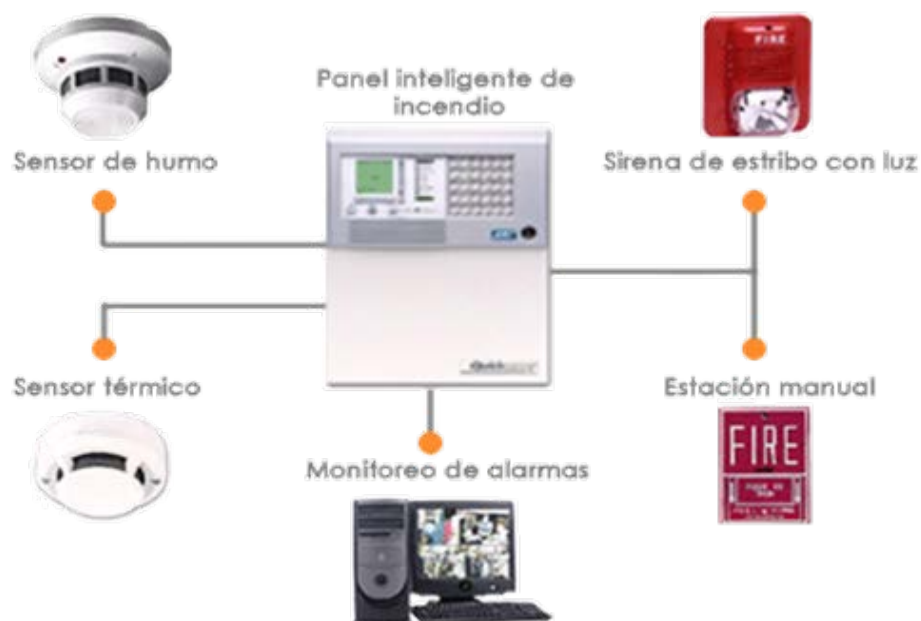 Panel inteligente de
incendio
FIRE
Sensor de humo
Sirena de estribo con luz
Sensor térmico
Estación manual
FIRE
Monitoreo de alarmas